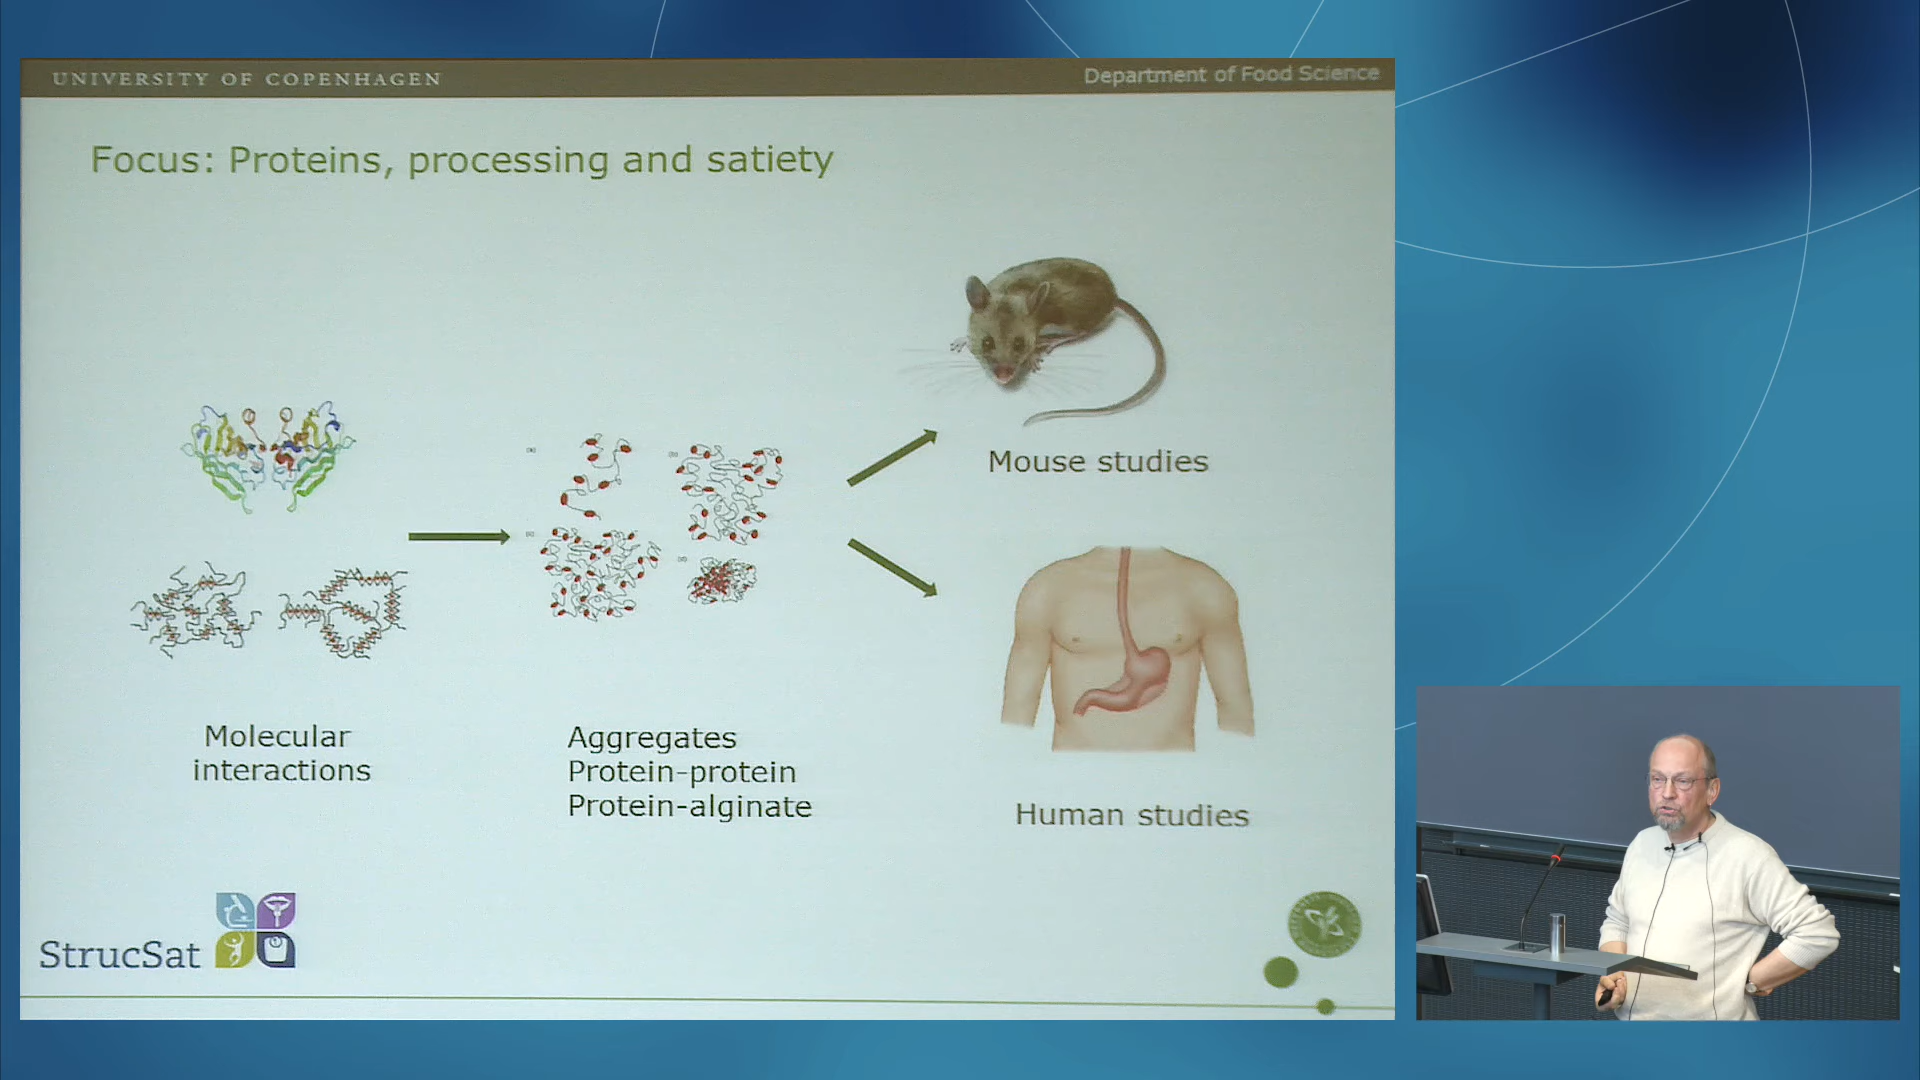 UNIVERSITY OF COPENHAGEN
Department of Food Science
Focus: Proteins, processing and satiety
Mouse studies
Molecular
interactions
Aggregates
Protein-protein
Protein-alginate
Human studies
StrucSat